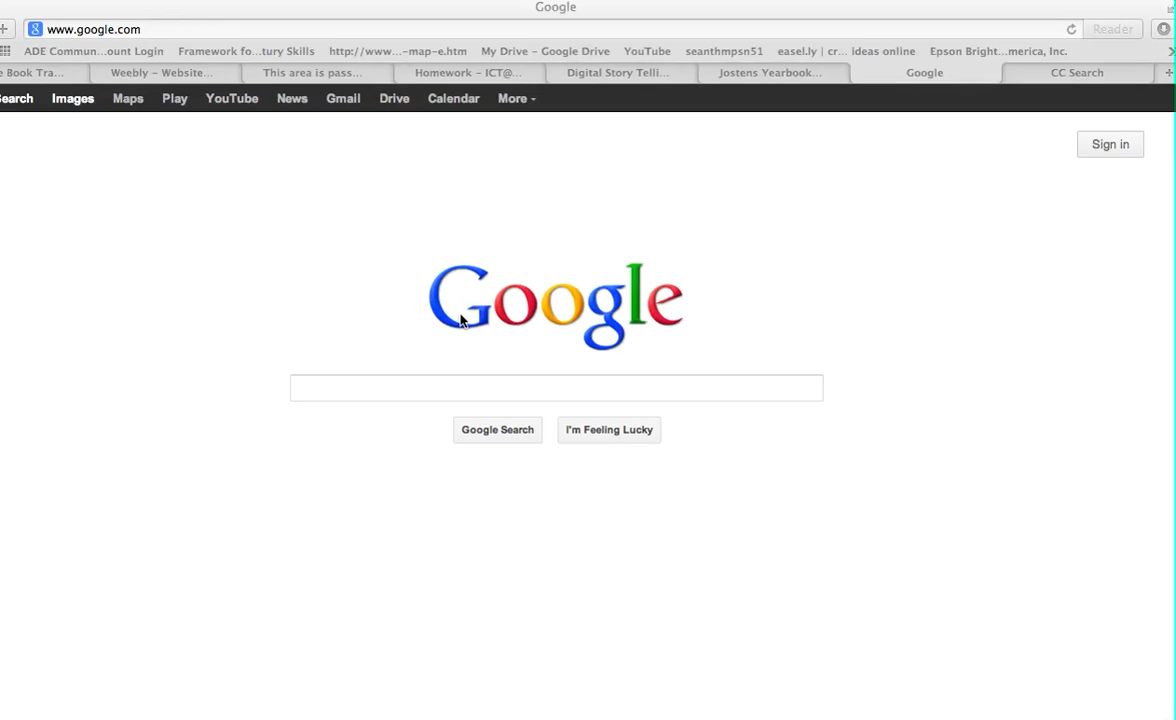 Google
www.google.com Reader
ADE Commun...ount Login Framework fo...tury Skills http://www...-map-e.htm My Drive – Google Drive YouTube seanthmpsn51 easel.ly | cr... ideas online Epson Bright...merica, Inc.
e Book Tra... Weebly – Website... This area is pass... Homework – ICT@... Digital Story Telli... Jostens Yearbook... Google CC Search
Search Images Maps Play YouTube News Gmail Drive Calendar More
Sign in
Google
Google Search I'm Feeling Lucky